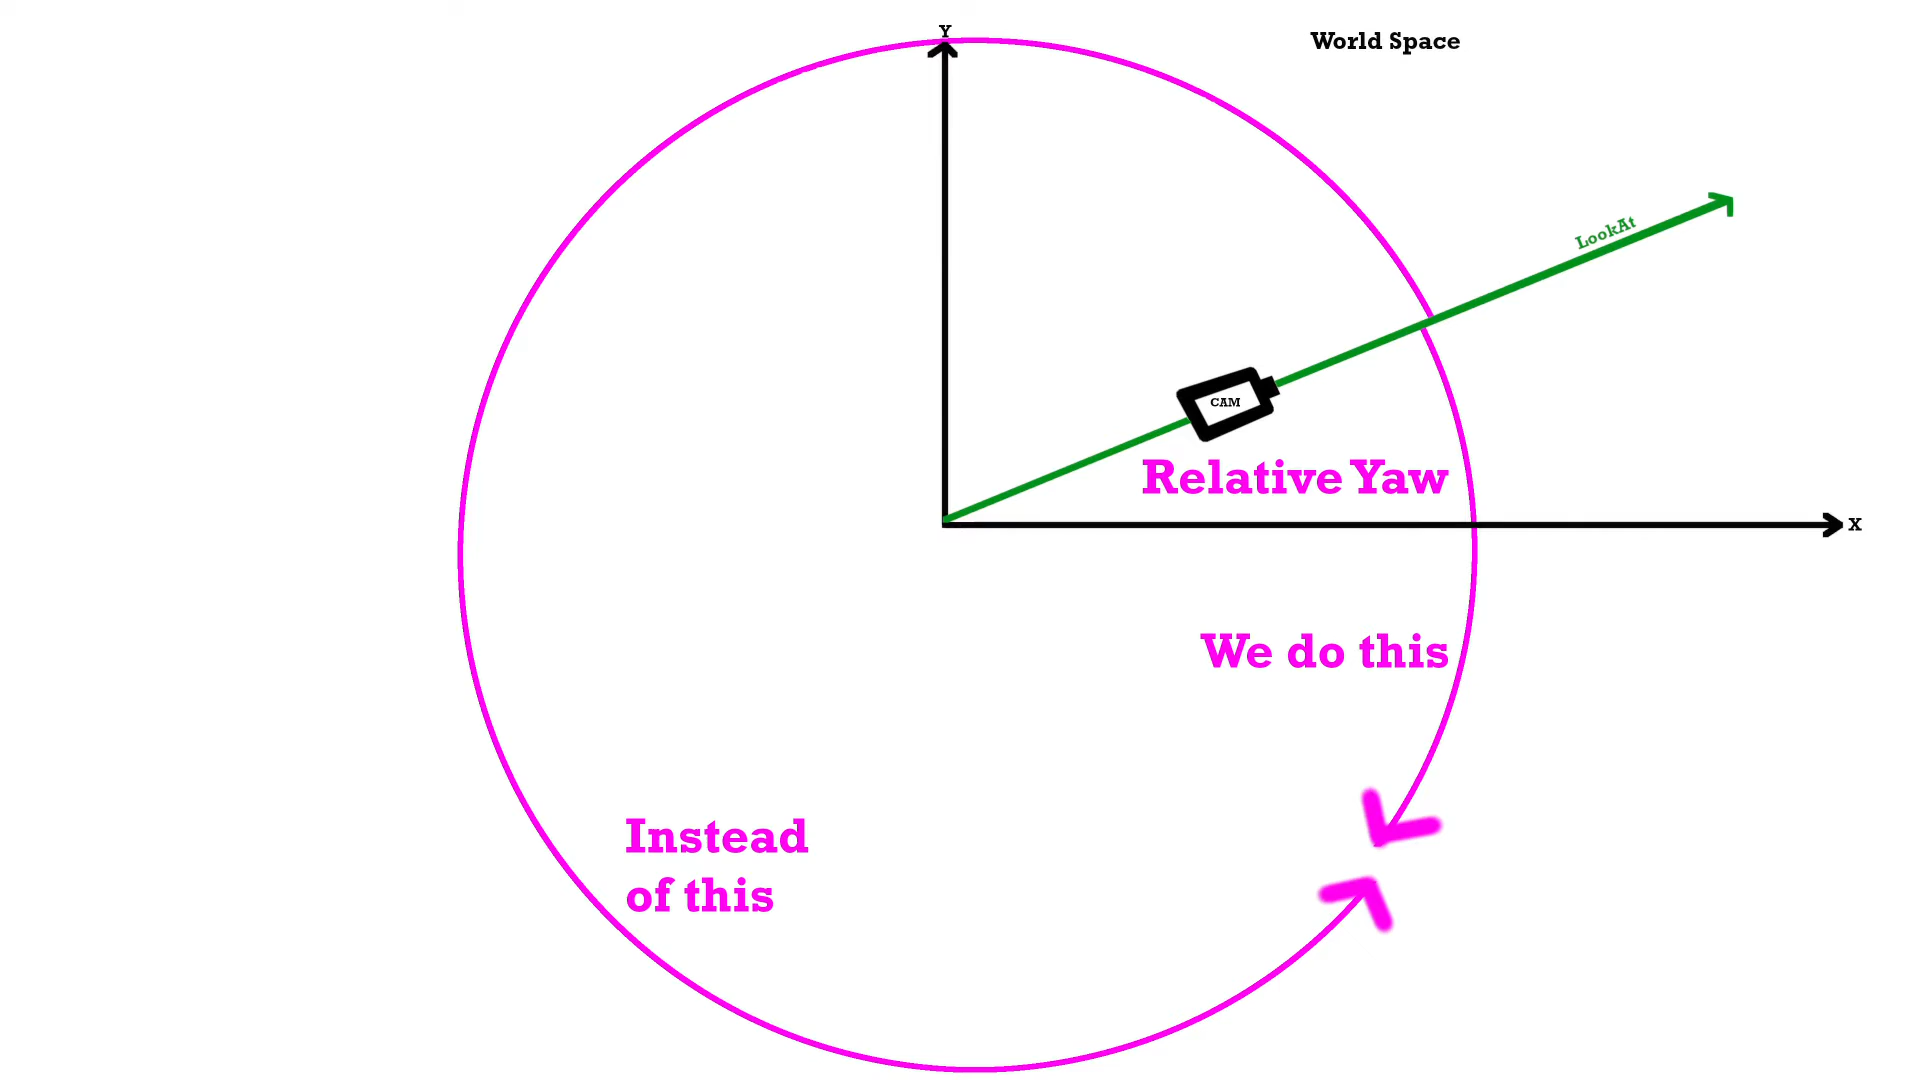 Y
World Space
LookAt
CAM
Relative Yaw
X
We do this
Instead
of this